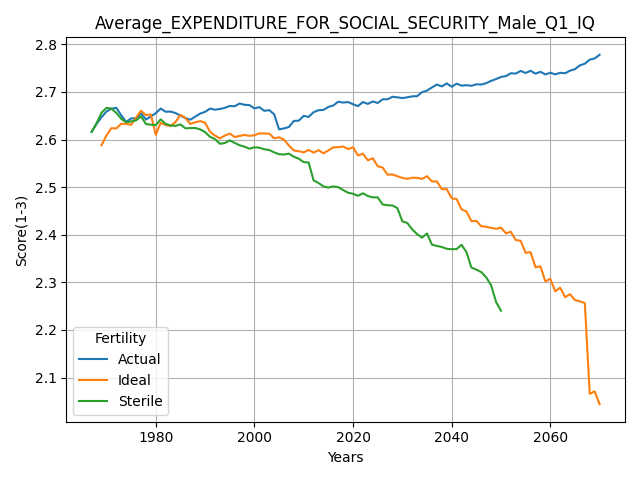 Average_EXPENDITURE_FOR_SOCIAL_SECURITY_Male_Q1_IQ
2.8
2.7
2.6
2.5
2.4
2.3
2.2
2.1
Score(1-3)
Fertility
Actual
Ideal
Sterile
1980 2000 2020 2040 2060
Years